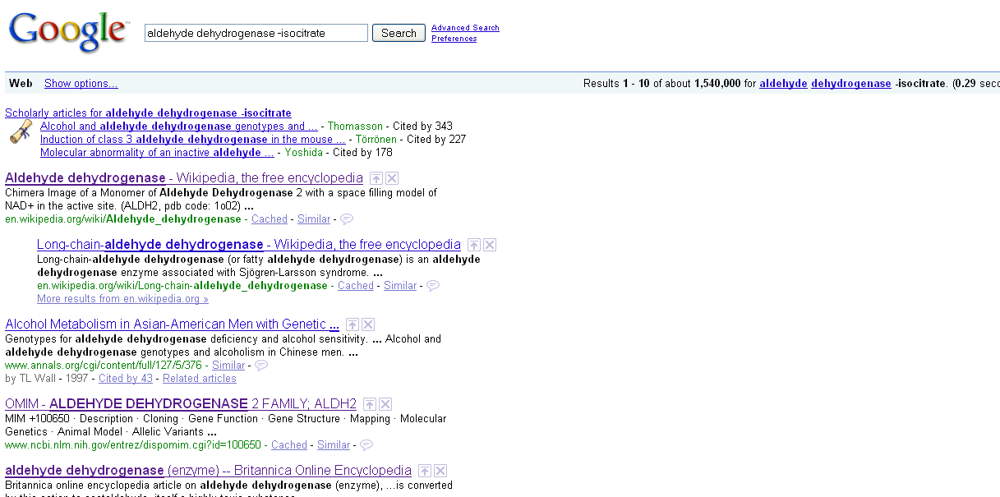 Google™
aldehyde dehydrogenase -isocitrate Search Advanced Search
Preferences
Web Show options... Results 1 - 10 of about 1,540,000 for aldehyde dehydrogenase -isocitrate. (0.29 seco
Scholarly articles for aldehyde dehydrogenase -isocitrate
Alcohol and aldehyde dehydrogenase genotypes and ... - Thomasson - Cited by 343
Induction of class 3 aldehyde dehydrogenase in the mouse ... - Törrönen - Cited by 227
Molecular abnormality of an inactive aldehyde ... - Yoshida - Cited by 178
Aldehyde dehydrogenase - Wikipedia, the free encyclopedia
Chimera Image of a Monomer of Aldehyde Dehydrogenase 2 with a space filling model of
NAD+ in the active site. (ALDH2, pdb code: 1o02) ...
en.wikipedia.org/wiki/Aldehyde_dehydrogenase - Cached - Similar -
Long-chain-aldehyde dehydrogenase - Wikipedia, the free encyclopedia
Long-chain-aldehyde dehydrogenase (or fatty aldehyde dehydrogenase) is an aldehyde
dehydrogenase enzyme associated with Sjögren-Larsson syndrome. ...
en.wikipedia.org/wiki/Long-chain-aldehyde_dehydrogenase - Cached - Similar -
More results from en.wikipedia.org »
Alcohol Metabolism in Asian-American Men with Genetic ...
Genotypes for aldehyde dehydrogenase deficiency and alcohol sensitivity. ... Alcohol and
aldehyde dehydrogenase genotypes and alcoholism in Chinese men. ...
www.annals.org/cgi/content/full/127/5/376 - Similar -
by TL Wall - 1997 - Cited by 43 - Related articles
OMIM - ALDEHYDE DEHYDROGENASE 2 FAMILY; ALDH2
MIM +100650 · Description · Cloning · Gene Function · Gene Structure · Mapping · Molecular
Genetics · Animal Model · Allelic Variants ...
www.ncbi.nlm.nih.gov/entrez/dispomim.cgi?id=100650 - Cached - Similar -
aldehyde dehydrogenase (enzyme) -- Britannica Online Encyclopedia
Britannica online encyclopedia article on aldehyde dehydrogenase (enzyme), ...is converted